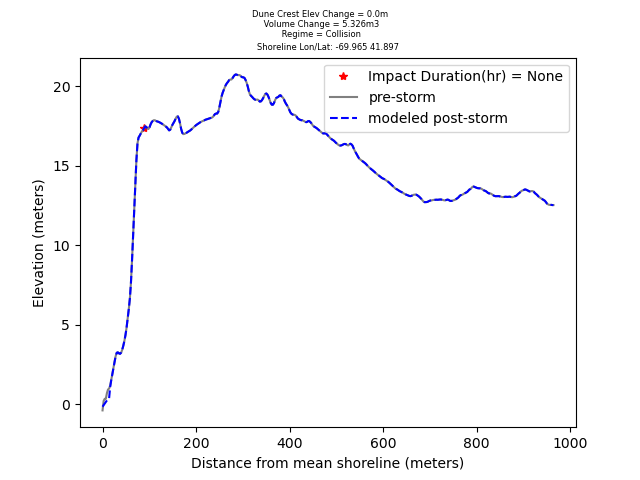 Dune Crest Elev Change = 0.0m
Volume Change = 5.326m3
Regime = Collision
Shoreline Lon/Lat: -69.965 41.897
Impact Duration(hr) = None
pre-storm
modeled post-storm
20
15
10
5
0
Elevation (meters)
0 200 400 600 800 1000
Distance from mean shoreline (meters)